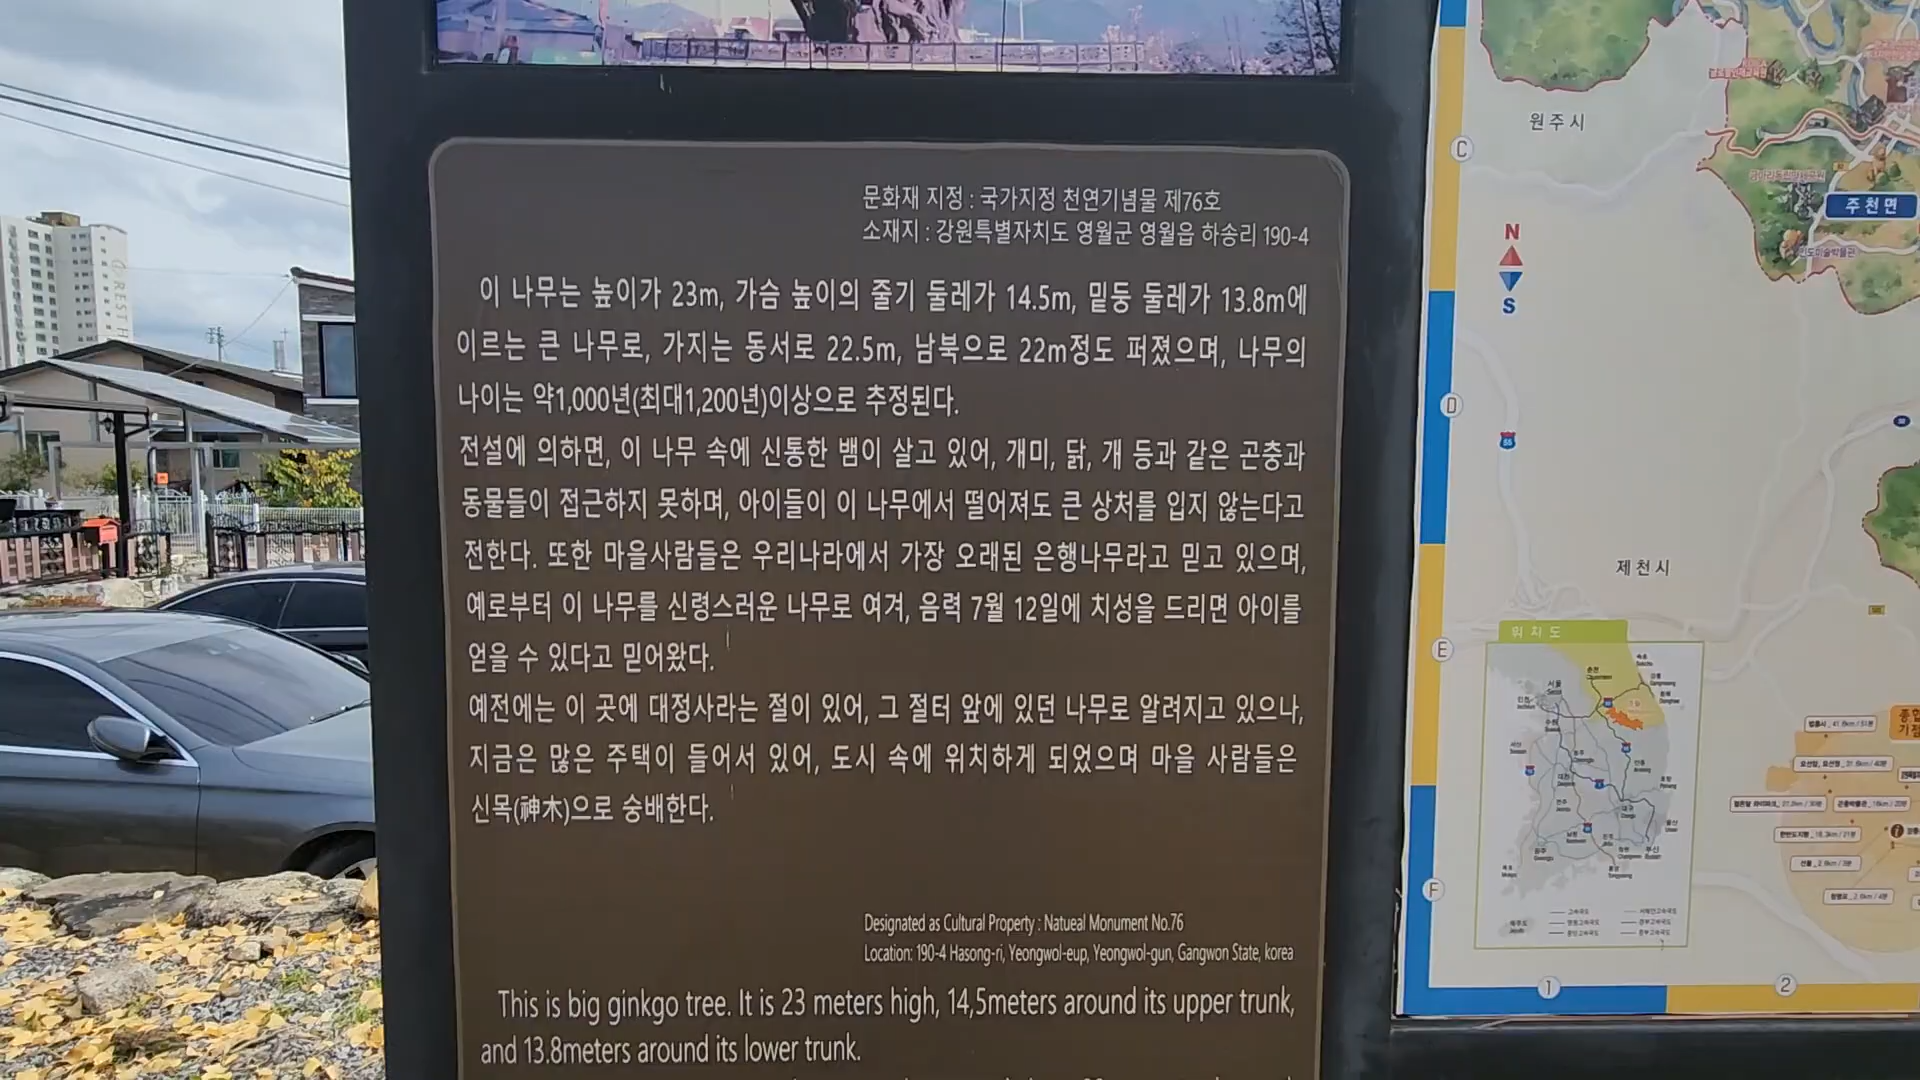 문화재 지정 : 국가지정 천연기념물 제76호
소재지 : 강원특별자치도 영월군 영월읍 하송리 190-4
이 나무는 높이가 23m, 가슴 높이의 줄기 둘레가 14.5m, 밑둥 둘레가 13.8m에
이르는 큰 나무로, 가지는 동서로 22.5m, 남북으로 22m정도 퍼졌으며, 나무의
나이는 약1,000년(최대1,200년)이상으로 추정된다.
전설에 의하면, 이 나무 속에 신통한 뱀이 살고 있어, 개미, 닭, 개 등과 같은 곤충과
동물들이 접근하지 못하며, 아이들이 이 나무에서 떨어져도 큰 상처를 입지 않는다고
전한다. 또한 마을사람들은 우리나라에서 가장 오래된 은행나무라고 믿고 있으며,
예로부터 이 나무를 신령스러운 나무로 여겨, 음력 7월 12일에 치성을 드리면 아이를
얻을 수 있다고 믿어왔다.
예전에는 이 곳에 대정사라는 절이 있어, 그 절터 앞에 있던 나무로 알려지고 있으나,
지금은 많은 주택이 들어서 있어, 도시 속에 위치하게 되었으며 마을 사람들은
신목(神木)으로 숭배한다.
Designated as Cultural Property : Natueal Monument No.76
Location: 190-4 Hasong-ri, Yeongwol-eup, Yeongwol-gun, Gangwon State, korea
This is big ginkgo tree. It is 23 meters high, 14,5meters around its upper trunk,
and 13.8meters around its lower trunk.
C
원주시
주천면
N
S
D
55
제천시
E
위치도
F
1
2